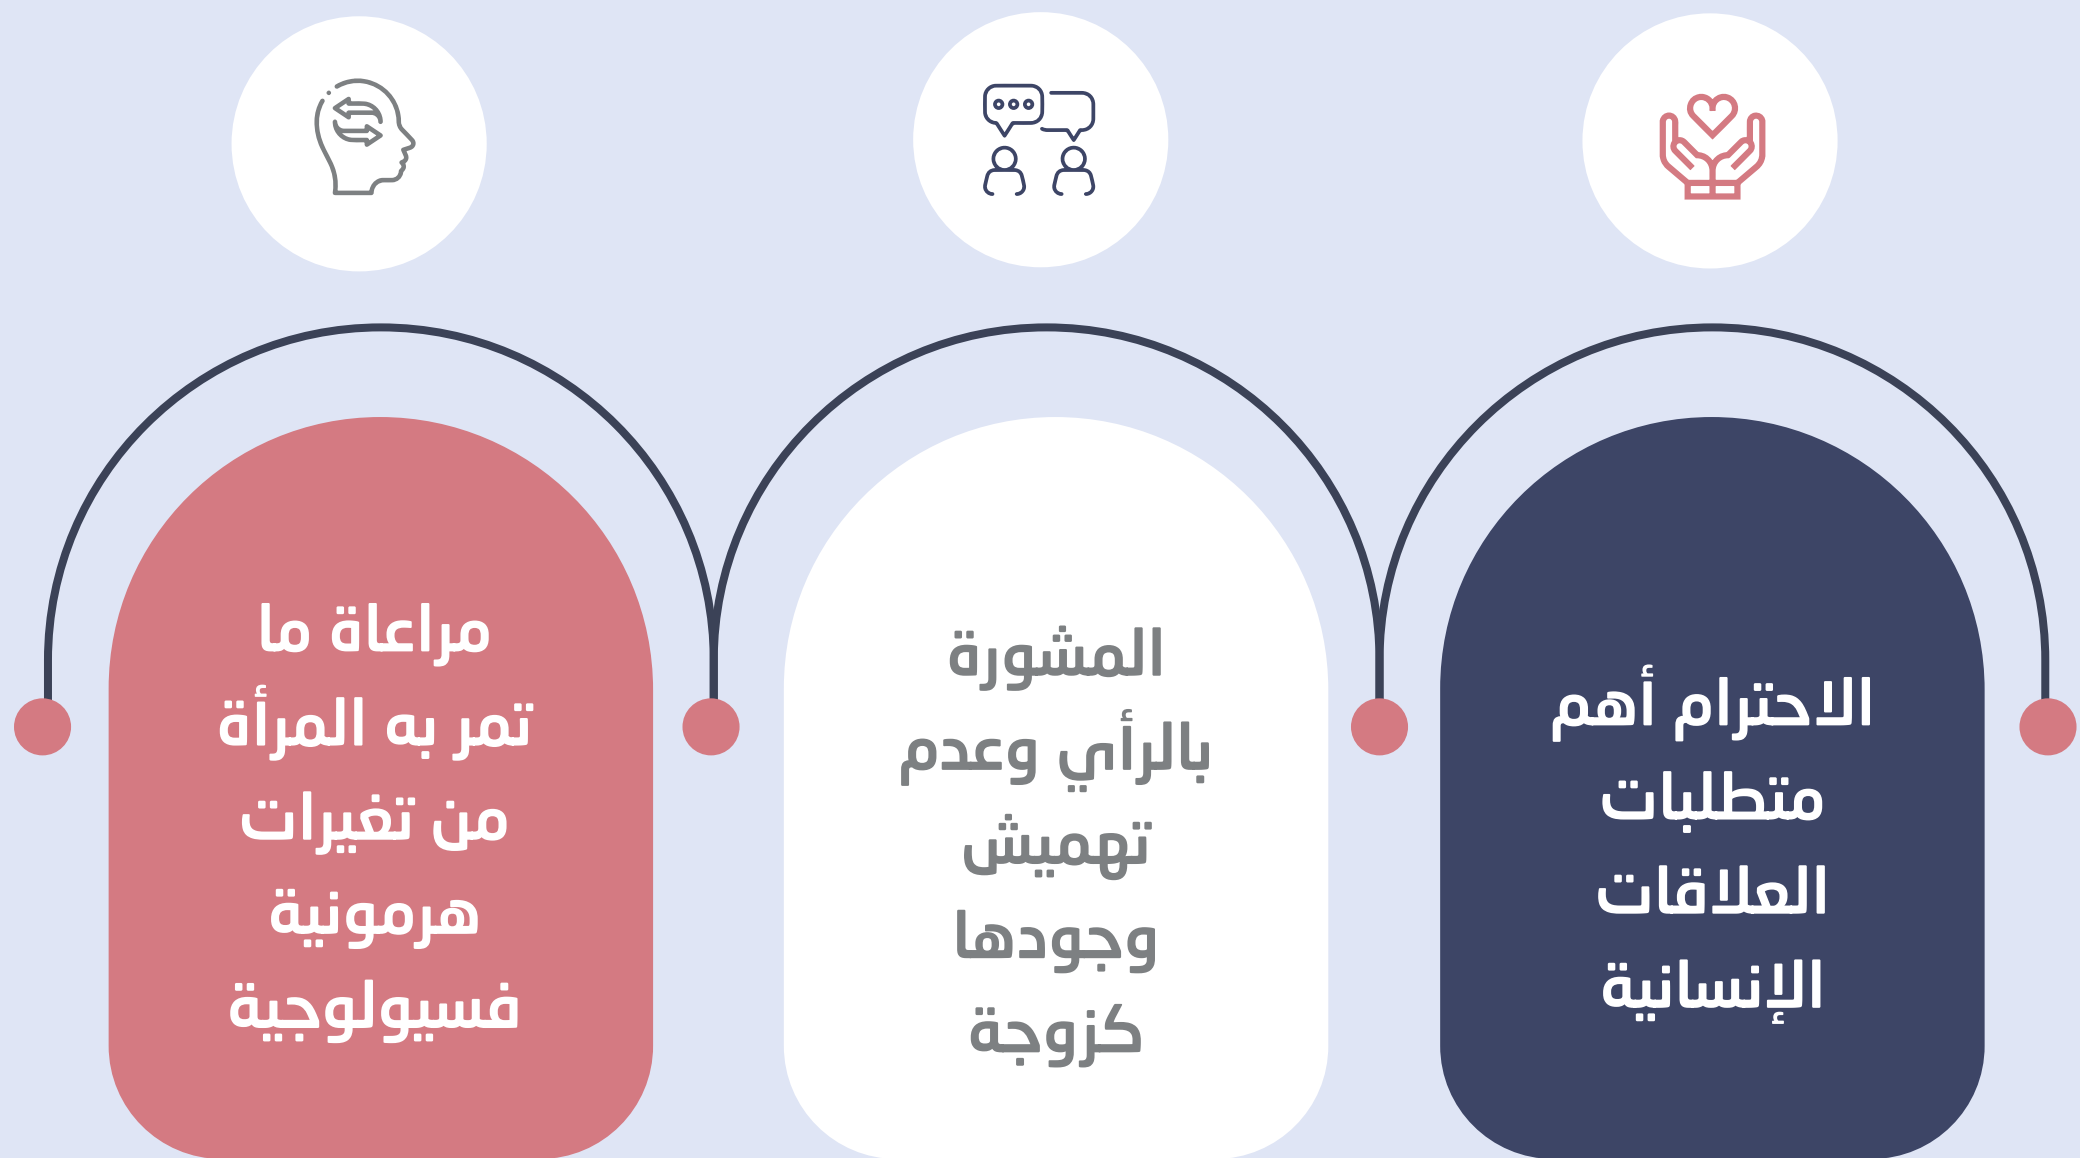 الاحترام أهم
متطلبات
العلاقات
الإنسانية
المشورة
بالرأي وعدم
تهميش
وجودها
كزوجة
مراعاة ما
تمر به المرأة
من تغيرات
هرمونية
فسيولوجية